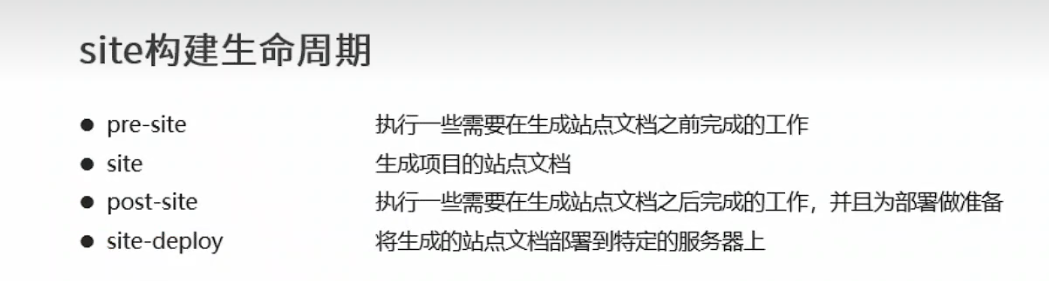 site构建生命周期
● pre-site 执行一些需要在生成站点文档之前完成的工作
● site 生成项目的站点文档
● post-site 执行一些需要在生成站点文档之后完成的工作，并且为部署做准备
● site-deploy 将生成的站点文档部署到特定的服务器上